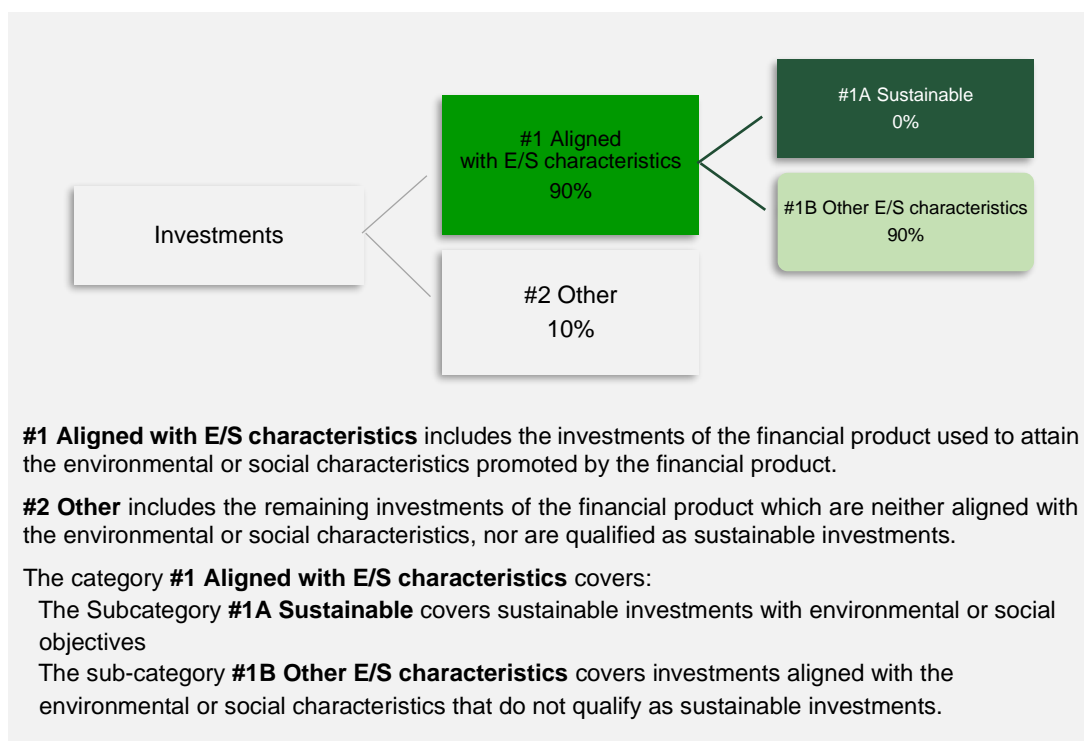 Investments
#1 Aligned
with E/S characteristics
90%
#2 Other
10%
#1A Sustainable
0%
#1B Other E/S characteristics
90%
#1 Aligned with E/S characteristics includes the investments of the financial product used to attain
the environmental or social characteristics promoted by the financial product.
#2 Other includes the remaining investments of the financial product which are neither aligned with
the environmental or social characteristics, nor are qualified as sustainable investments.
The category #1 Aligned with E/S characteristics covers:
The Subcategory #1A Sustainable covers sustainable investments with environmental or social
objectives
The sub-category #1B Other E/S characteristics covers investments aligned with the
environmental or social characteristics that do not qualify as sustainable investments.